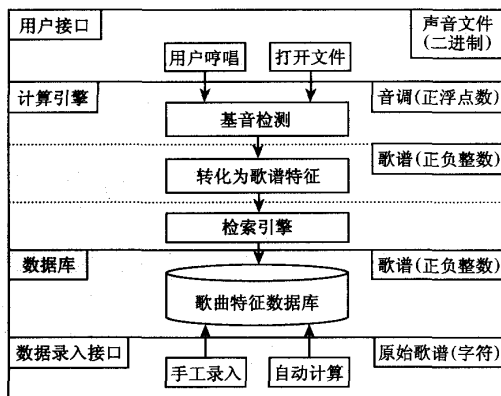 用户接口
声音文件
(二进制)
用户哼唱
打开文件
计算引擎
音调(正浮点数)
基音检测
歌谱(正负整数)
转化为歌谱特征
检索引擎
数据库
歌谱(正负整数)
歌曲特征数据库
数据录入接口
原始歌谱(字符)
手工录入
自动计算